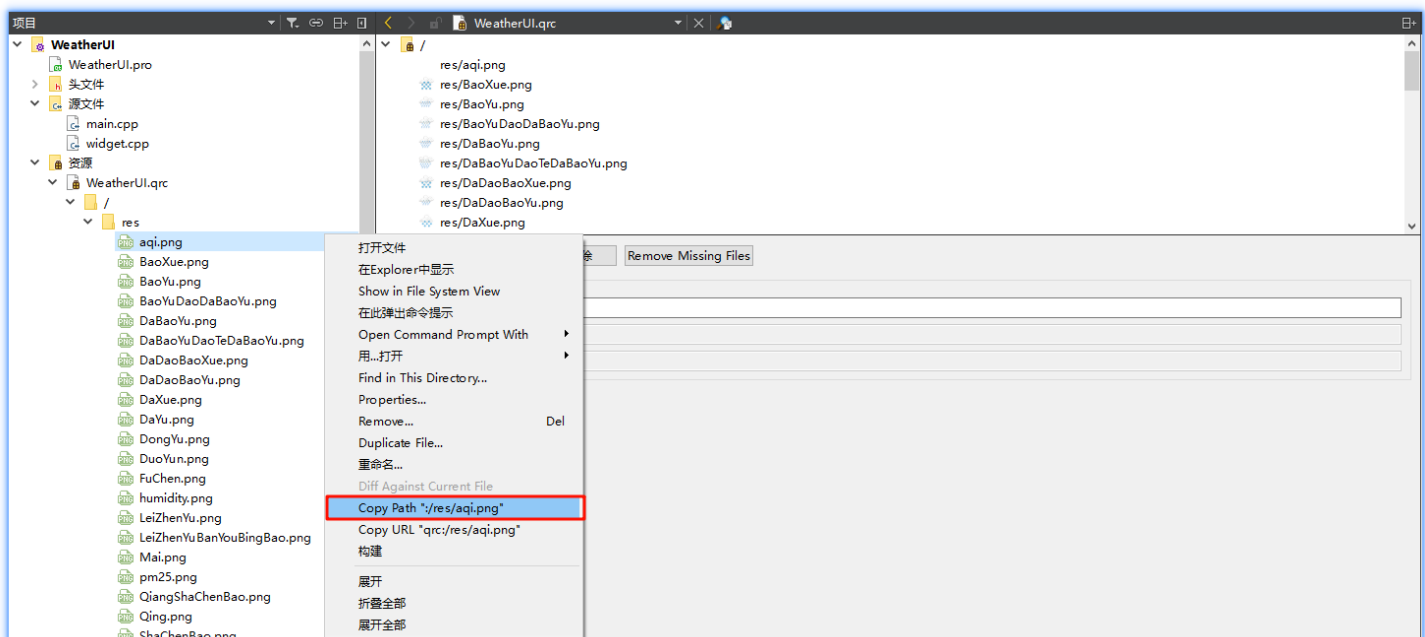 项目
WeatherUI.qrc
WeatherUI
WeatherUI.pro
头文件
源文件
main.cpp
widget.cpp
资源
WeatherUI.qrc
/
res
aqi.png
BaoXue.png
BaoYu.png
BaoYuDaoDaBaoYu.png
DaBaoYu.png
DaBaoYuDaoTeDaBaoYu.png
DaDaoBaoXue.png
DaDaoBaoYu.png
DaXue.png
DaYu.png
DongYu.png
DuoYun.png
FuChen.png
humidity.png
LeiZhenYu.png
LeiZhenYuBanYouBingBao.png
Mai.png
pm25.png
QiangShaChenBao.png
Qing.png
ShaChenBao.png
/
res/aqi.png
res/BaoXue.png
res/BaoYu.png
res/BaoYuDaoDaBaoYu.png
res/DaBaoYu.png
res/DaBaoYuDaoTeDaBaoYu.png
res/DaDaoBaoXue.png
res/DaDaoBaoYu.png
res/DaXue.png
除
Remove Missing Files
打开文件
在Explorer中显示
Show in File System View
在此弹出命令提示
Open Command Prompt With
用...打开
Find in This Directory...
Properties...
Remove... Del
Duplicate File...
重命名...
Diff Against Current File
Copy Path ":/res/aqi.png"
Copy URL "qrc:/res/aqi.png"
构建
展开
折叠全部
展开全部